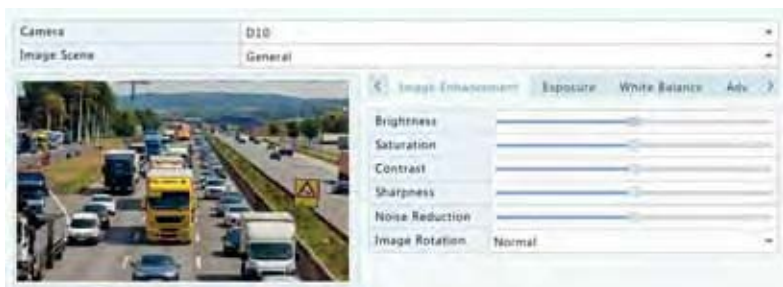 Camera D10
Image Scene General
Image Enhancement Exposure White Balance Adv
Brightness
Saturation
Contrast
Sharpness
Noise Reduction
Image Rotation Normal